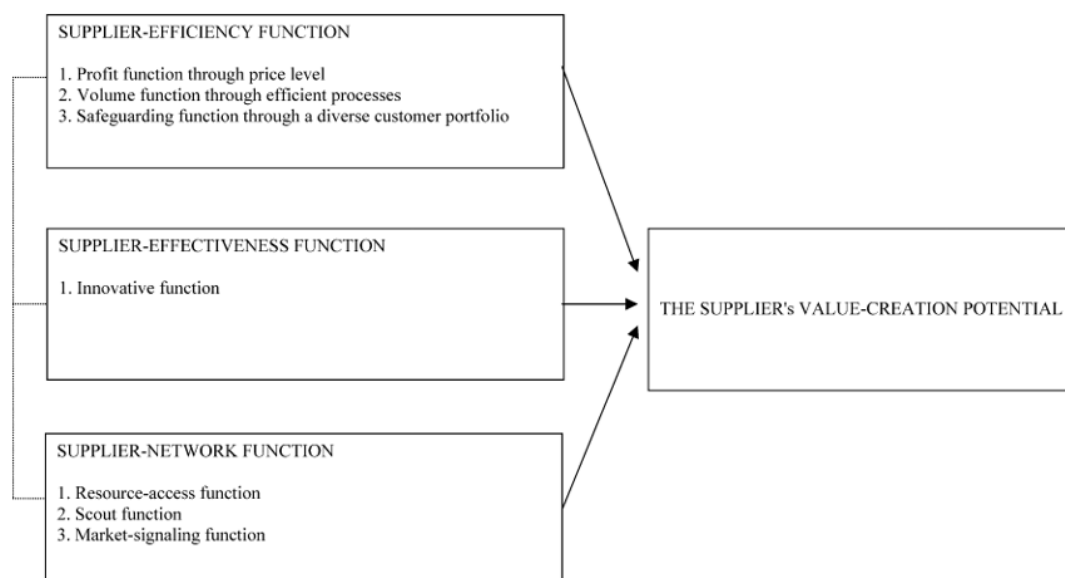 SUPPLIER-EFFICIENCY FUNCTION
1. Profit function through price level
2. Volume function through efficient processes
3. Safeguarding function through a diverse customer portfolio
SUPPLIER-EFFECTIVENESS FUNCTION
1. Innovative function
THE SUPPLIER's VALUE-CREATION POTENTIAL
SUPPLIER-NETWORK FUNCTION
1. Resource-access function
2. Scout function
3. Market-signaling function